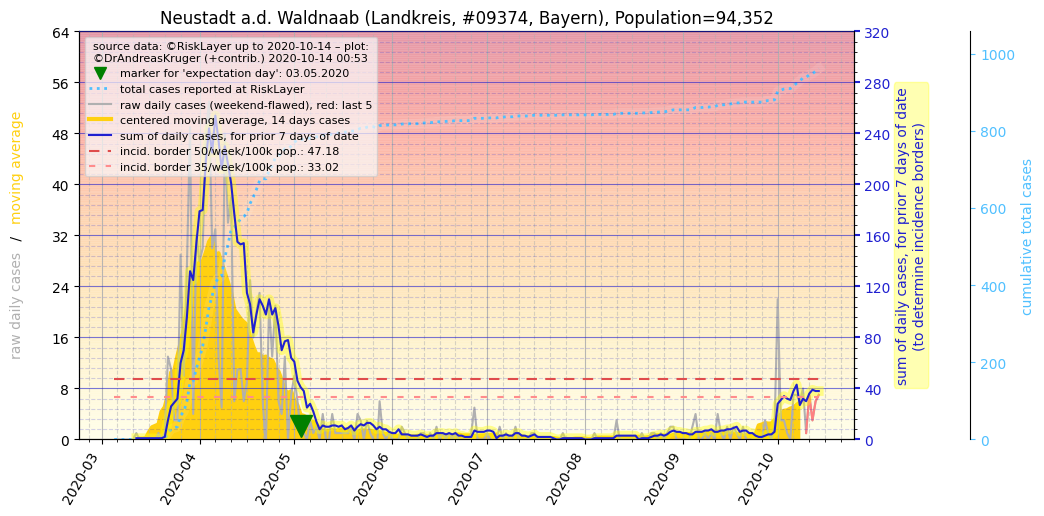 Neustadt a.d. Waldnaab (Landkreis, #09374, Bayern), Population=94,352
source data: ©RiskLayer up to 2020-10-14 – plot:
©DrAndreasKruger (+contrib.) 2020-10-14 00:53
marker for 'expectation day': 03.05.2020
total cases reported at RiskLayer
raw daily cases (weekend-flawed), red: last 5
centered moving average, 14 days cases
sum of daily cases, for prior 7 days of date
incid. border 50/week/100k pop.: 47.18
incid. border 35/week/100k pop.: 33.02
raw daily cases / moving average
64
56
48
40
32
24
16
8
0
2020-03
2020-04
2020-05
2020-06
2020-07
2020-08
2020-09
2020-10
320
280
240
200
160
120
80
40
0
sum of daily cases, for prior 7 days of date
(to determine incidence borders)
1000
800
600
400
200
0
cumulative total cases